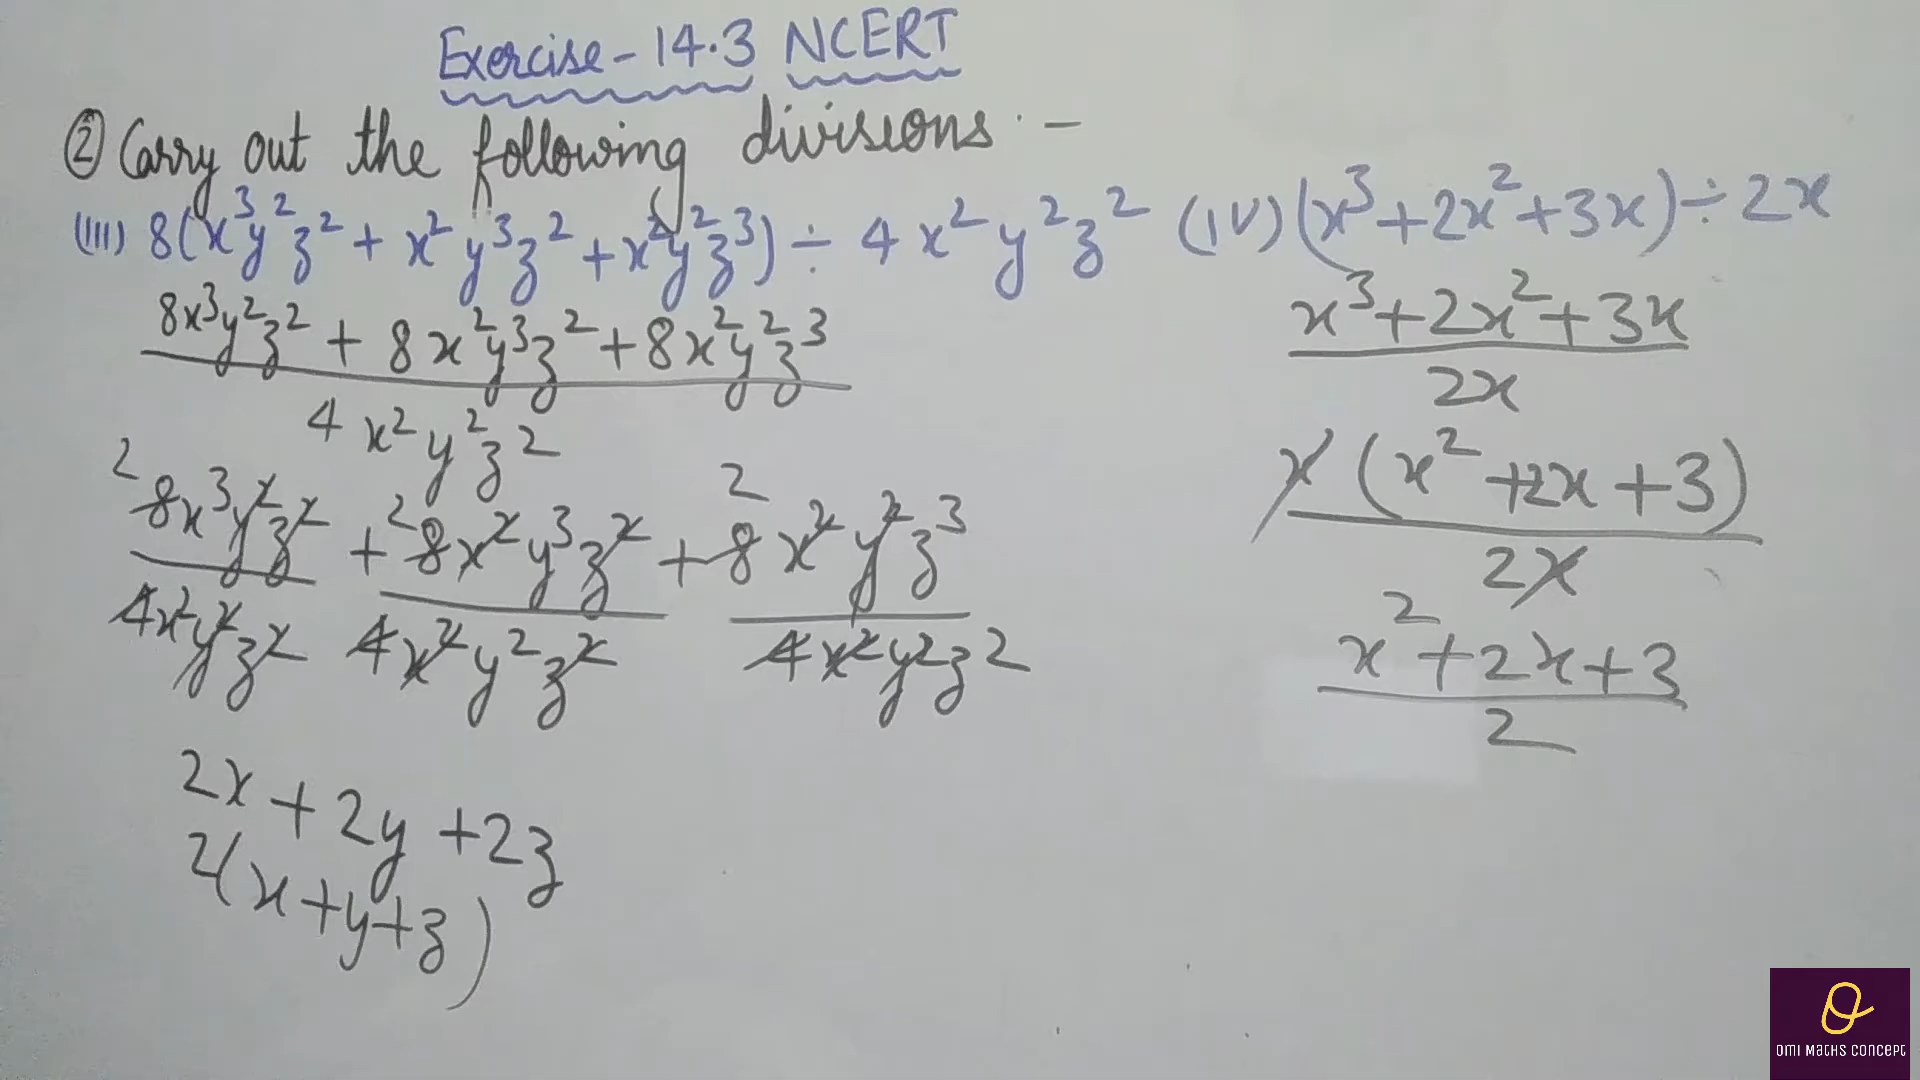 Exercise-14.3 NCERT
② Carry out the following divisions :-
(III) 8(x³y²z² + x²y³z² + x²y²z³) ÷ 4x²y²z² (IV) (x³+2x²+3x) ÷ 2x
8x³y²z² + 8x²y³z² + 8x²y²z³
4x²y²z²
2 2 2
8x³y²z² + 8x²y³z² + 8x²y²z³
4x²y²z² 4x²y²z² 4x²y²z²
2x + 2y + 2z
2(x+y+z)
x³+2x²+3x
2x
x(x²+2x+3)
2x
x²+2x+3
2
OMI MATHS CONCEPT